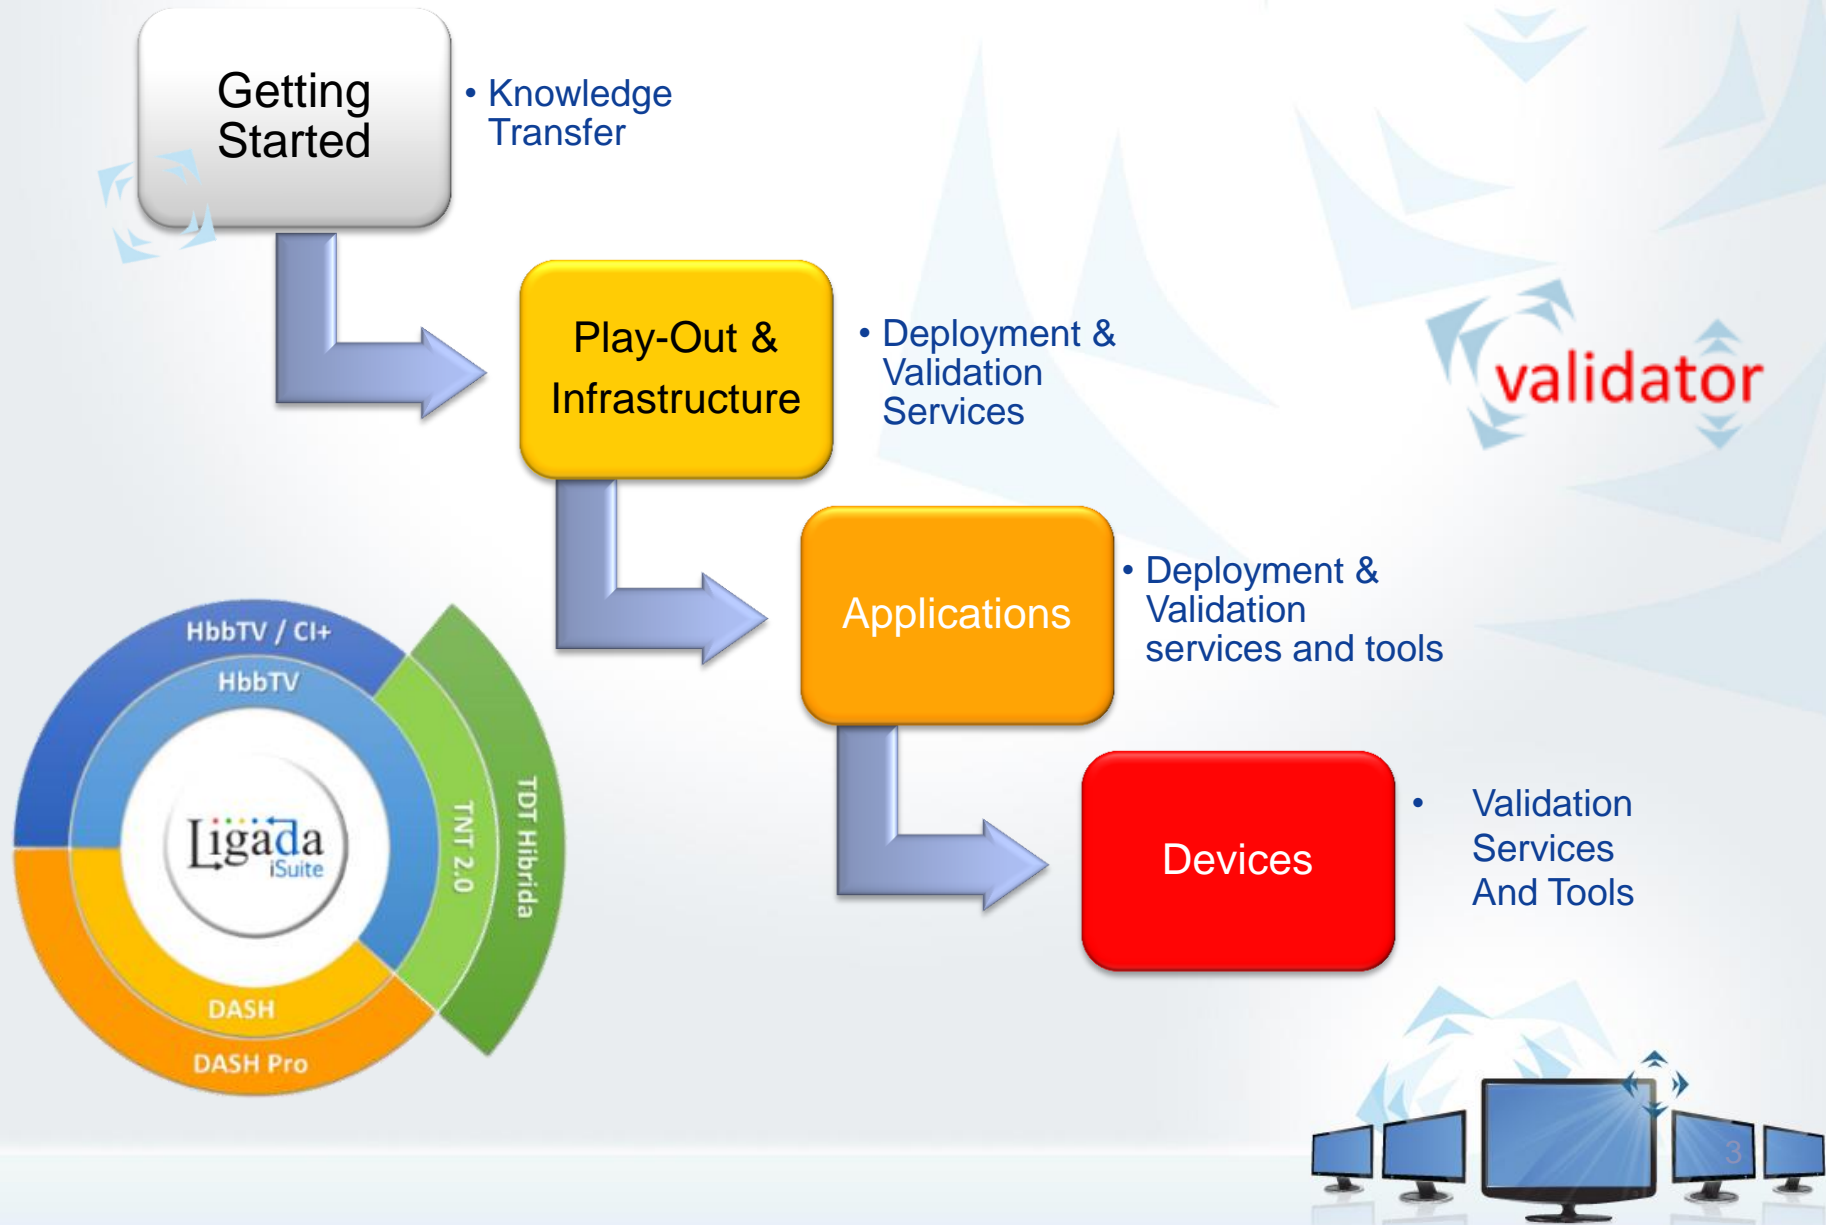 Getting
Started
• Knowledge
Transfer
Play-Out &
Infrastructure
• Deployment &
Validation
Services
validator
Applications
• Deployment &
Validation
services and tools
Devices
• Validation
Services
And Tools
HbbTV / CI+
HbbTV
Ligada
iSuite
TNT 2.0
TDT Hibrida
DASH
DASH Pro
3